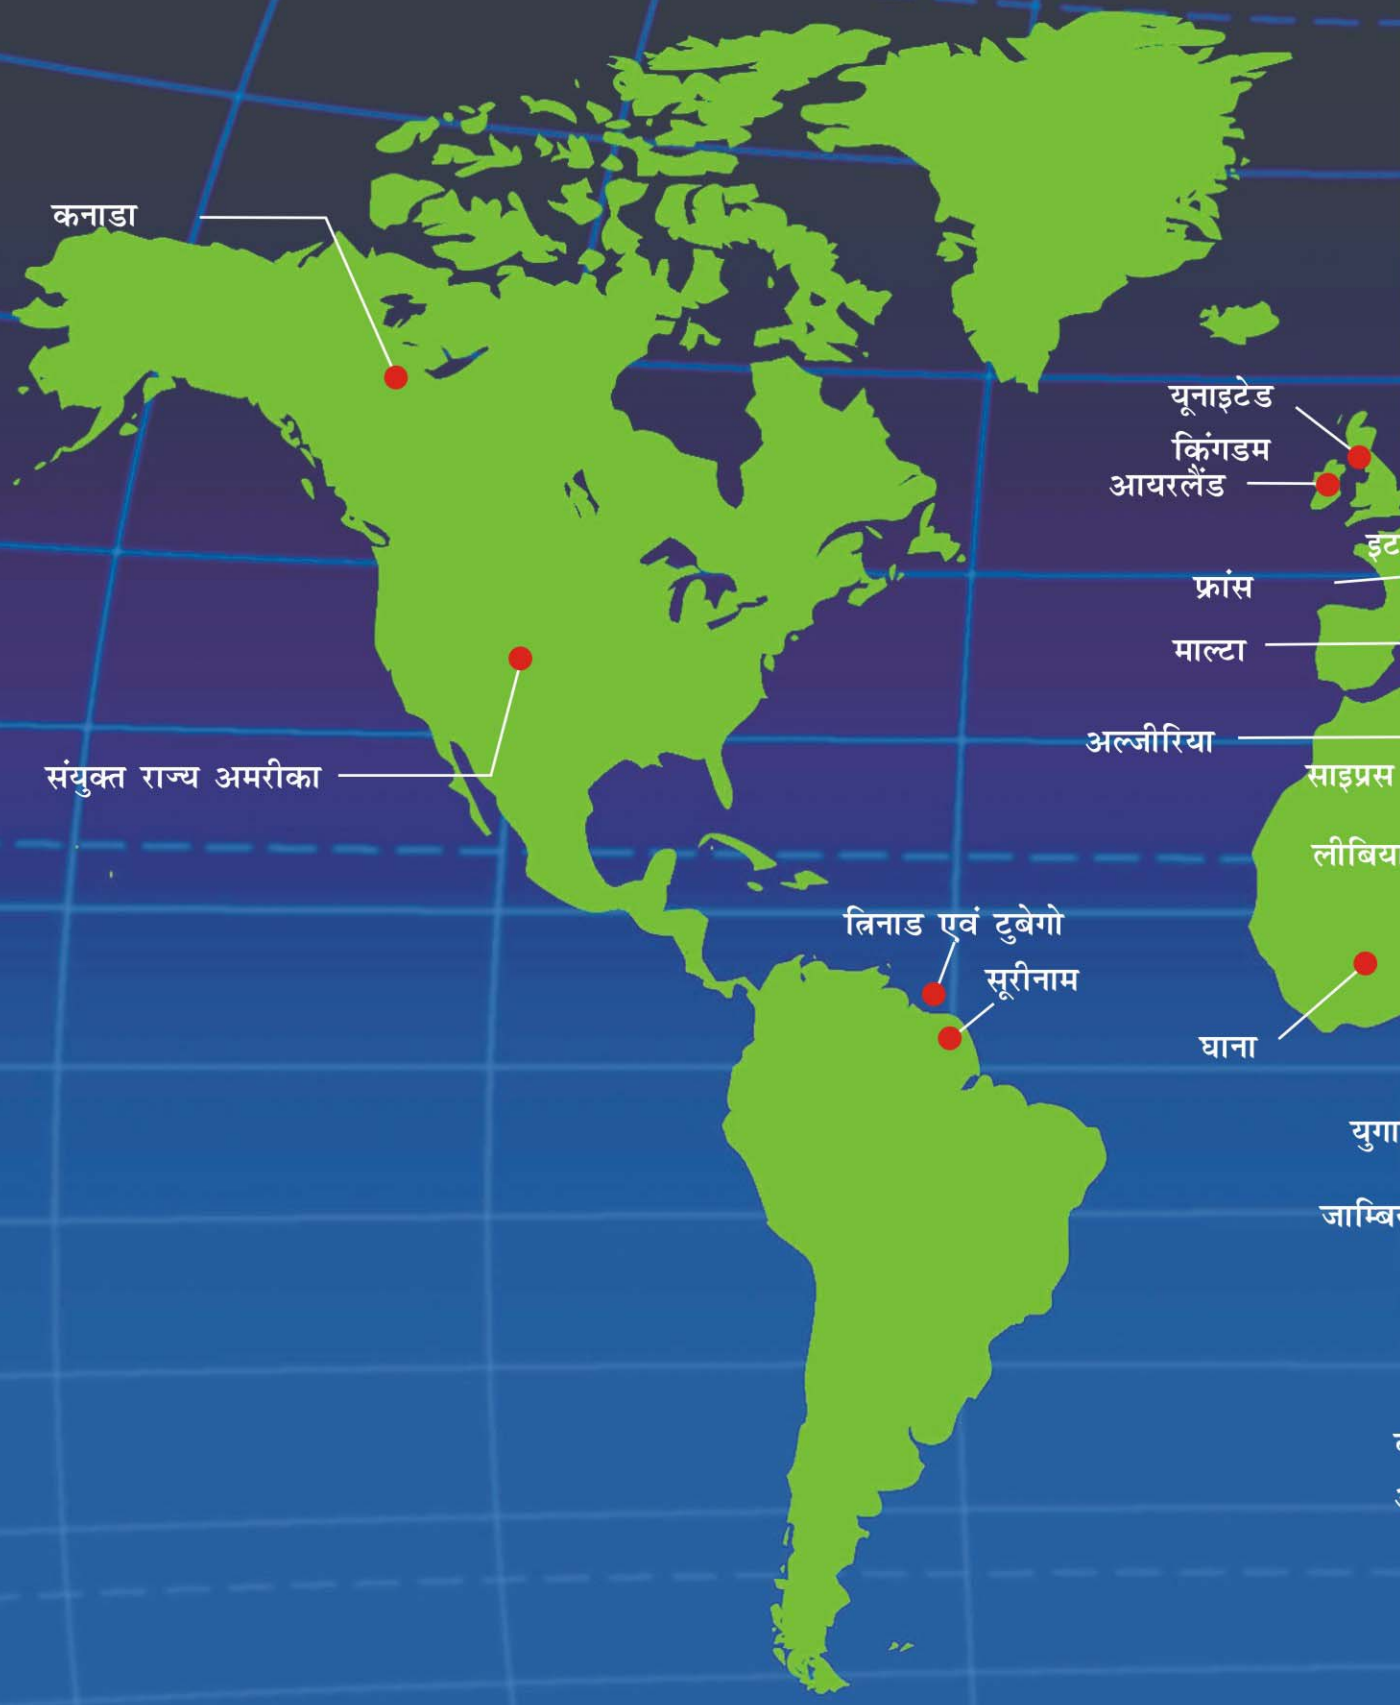 कनाडा
यूनाइटेड
किंगडम
आयरलैंड
फ्रांस
माल्टा
अल्जीरिया
साइप्रस
संयुक्त राज्य अमरीका
त्रिनाड एवं टुबेगो
सूरीनाम
घाना